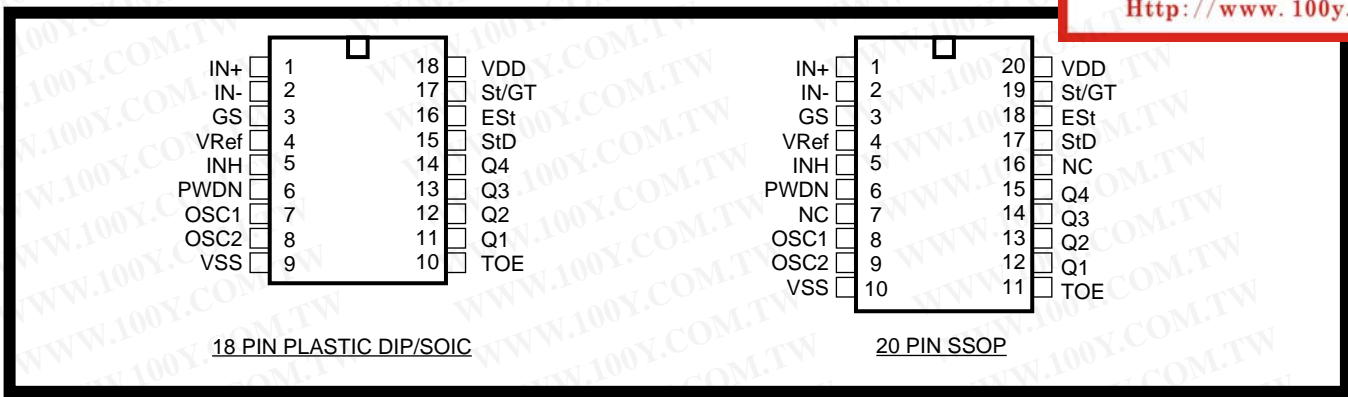 Http://www. 100y.
IN+ 1 18 VDD
IN- 2 17 St/GT
GS 3 16 ESt
VRef 4 15 StD
INH 5 14 Q4
PWDN 6 13 Q3
OSC1 7 12 Q2
OSC2 8 11 Q1
VSS 9 10 TOE
18 PIN PLASTIC DIP/SOIC
IN+ 1 20 VDD
IN- 2 19 St/GT
GS 3 18 ESt
VRef 4 17 StD
INH 5 16 NC
PWDN 6 15 Q4
NC 7 14 Q3
OSC1 8 13 Q2
OSC2 9 12 Q1
VSS 10 11 TOE
20 PIN SSOP
WWW.100Y.COM.TW